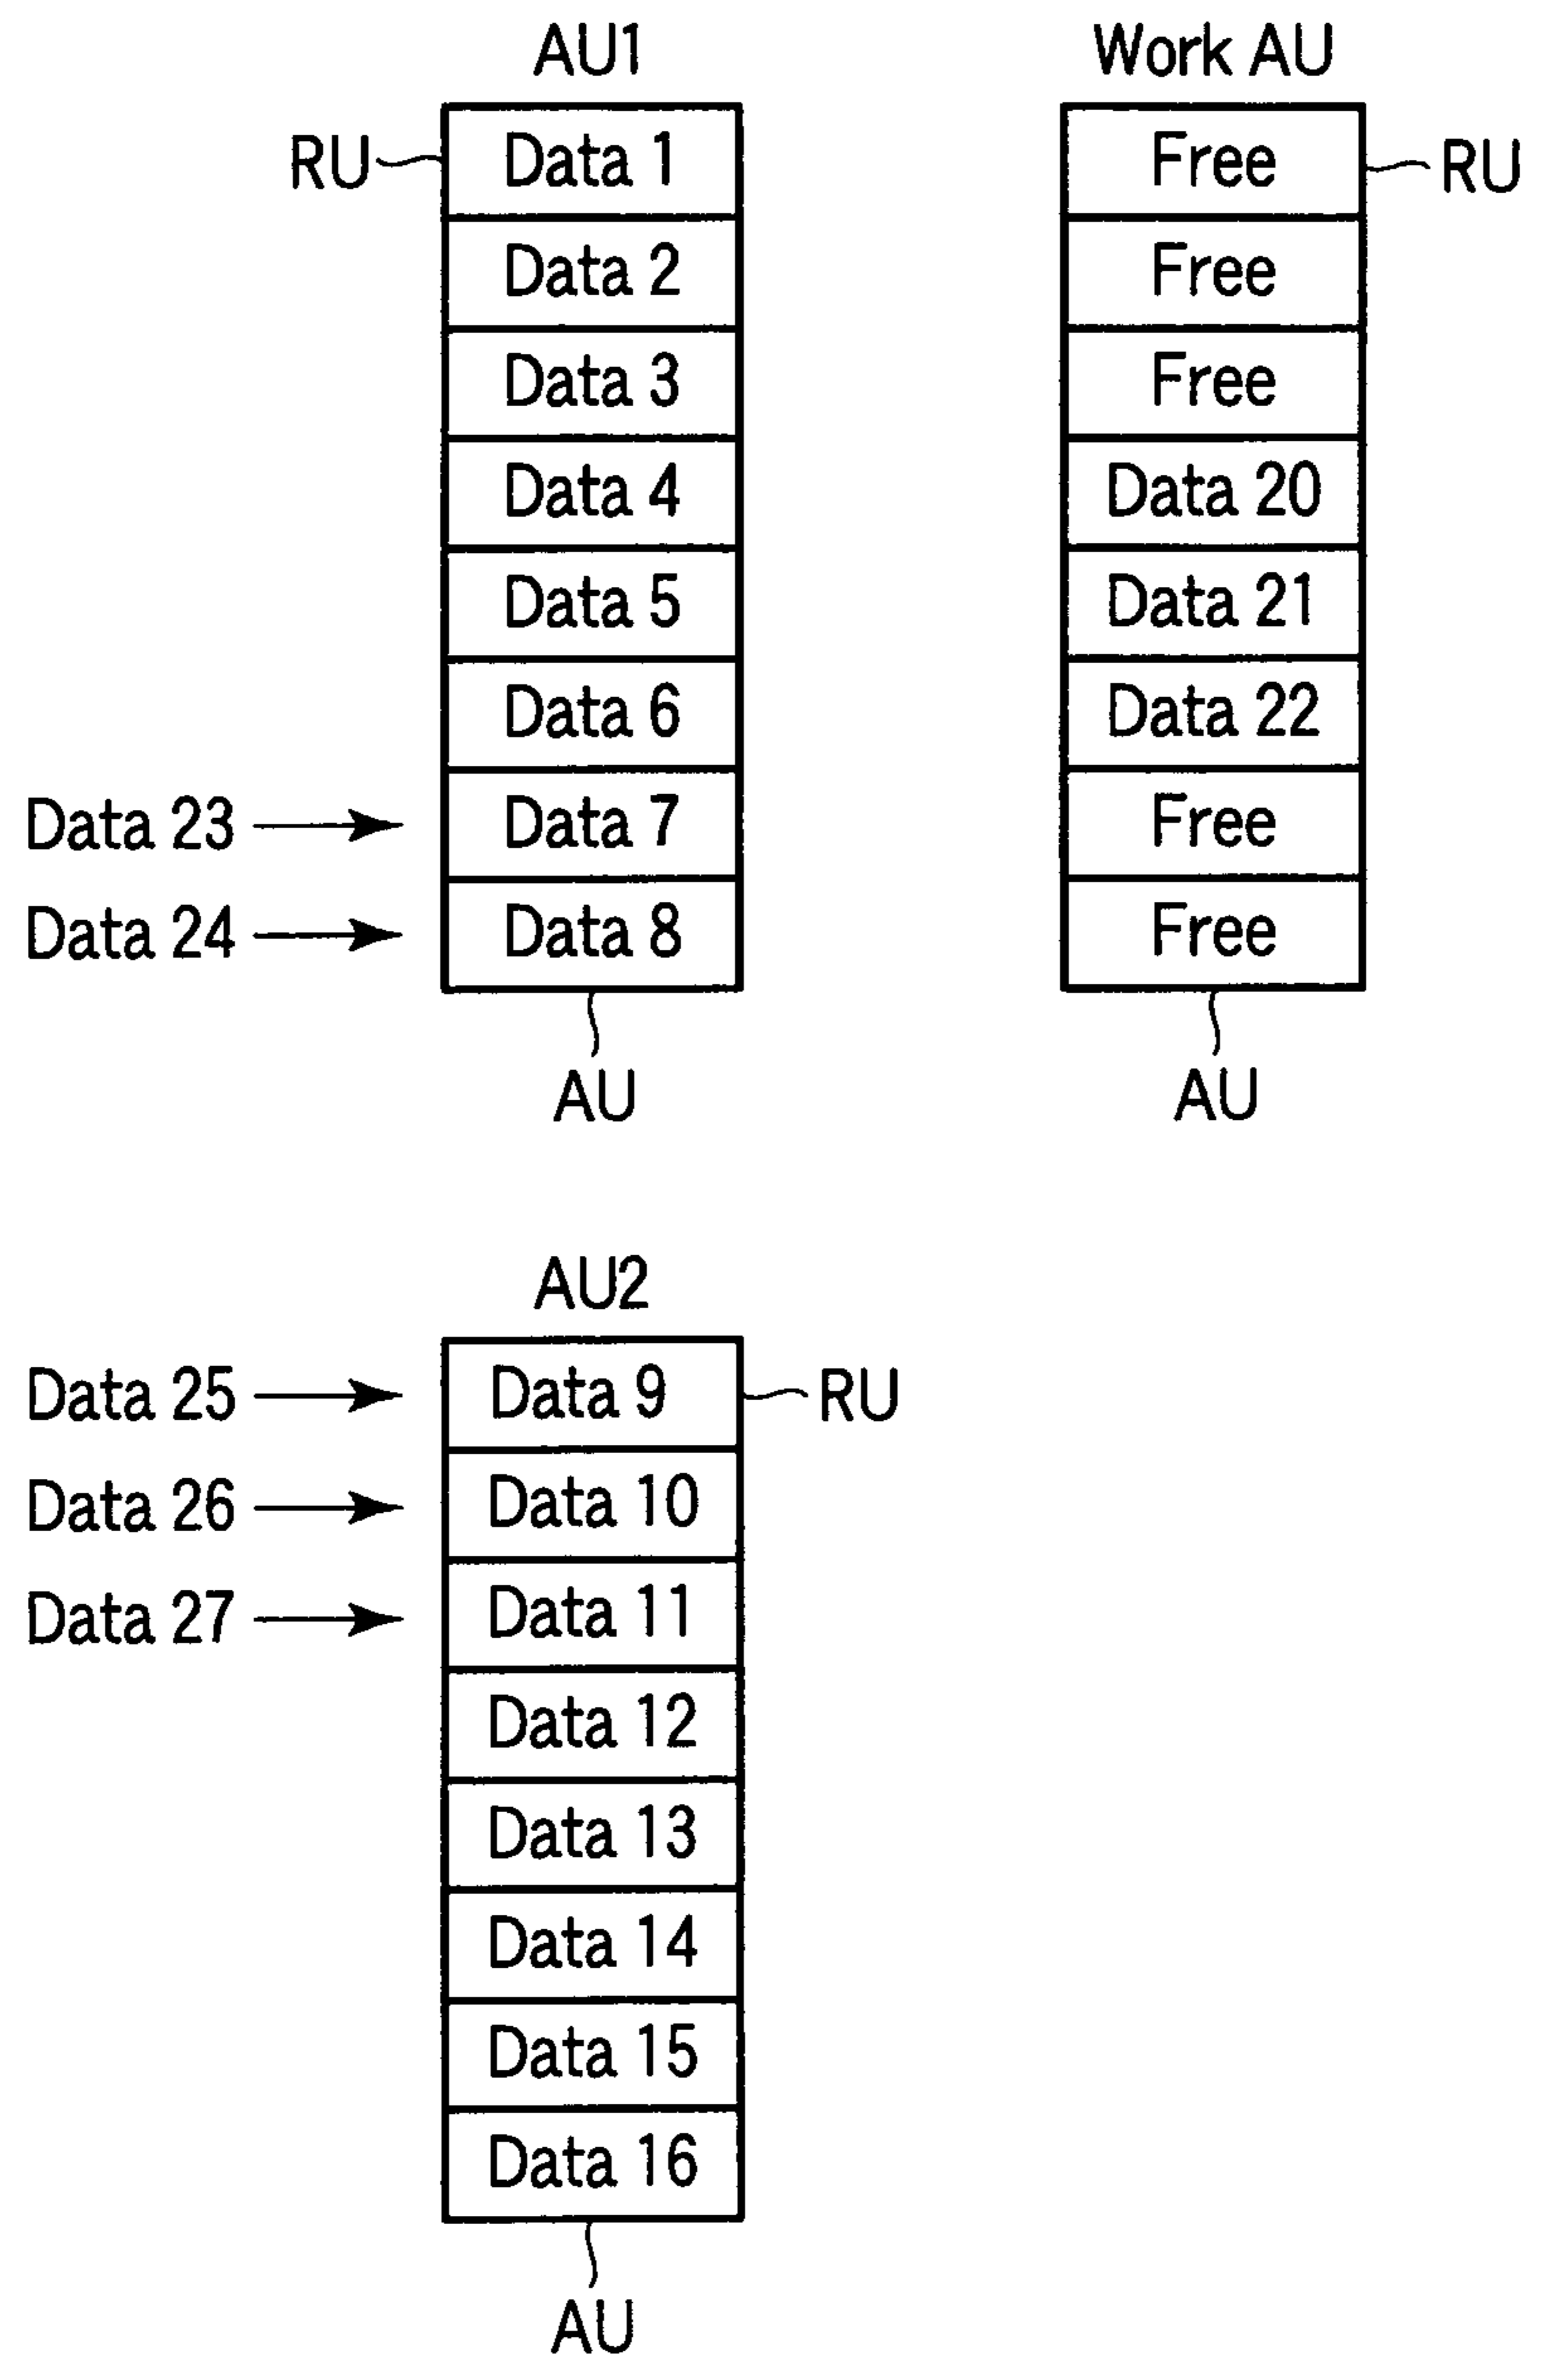 AU1
RU
Data 1
Data 2
Data 3
Data 4
Data 5
Data 6
Data 23
Data 7
Data 24
Data 8
AU
Work AU
Free
RU
Free
Free
Data 20
Data 21
Data 22
Free
Free
AU
AU2
Data 25
Data 9
RU
Data 26
Data 10
Data 27
Data 11
Data 12
Data 13
Data 14
Data 15
Data 16
AU